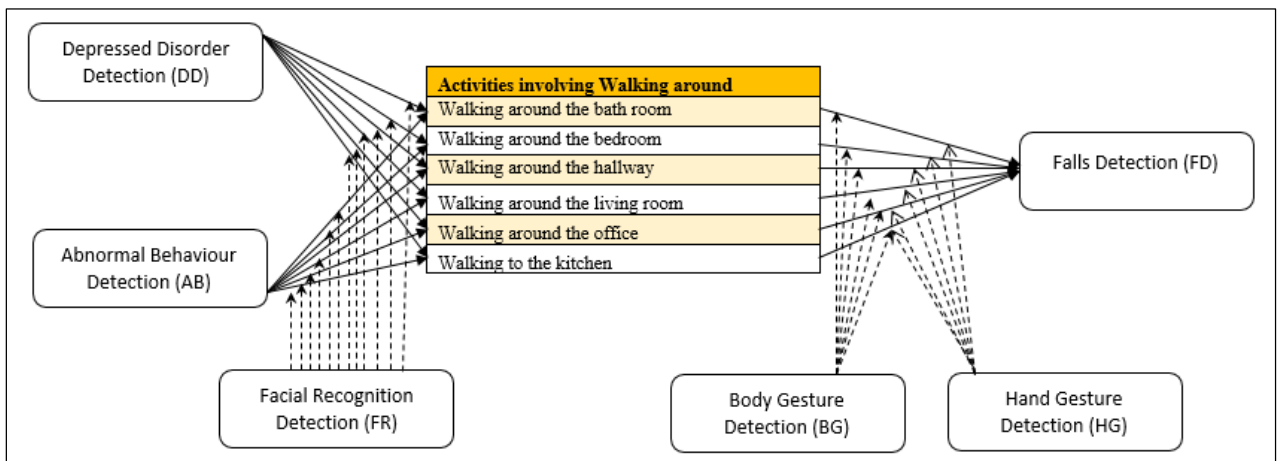 Depressed Disorder
Detection (DD)
Activities involving Walking around
Walking around the bath room
Walking around the bedroom
Walking around the hallway
Walking around the living room
Walking around the office
Walking to the kitchen
Falls Detection (FD)
Abnormal Behaviour
Detection (AB)
Facial Recognition
Detection (FR)
Body Gesture
Detection (BG)
Hand Gesture
Detection (HG)